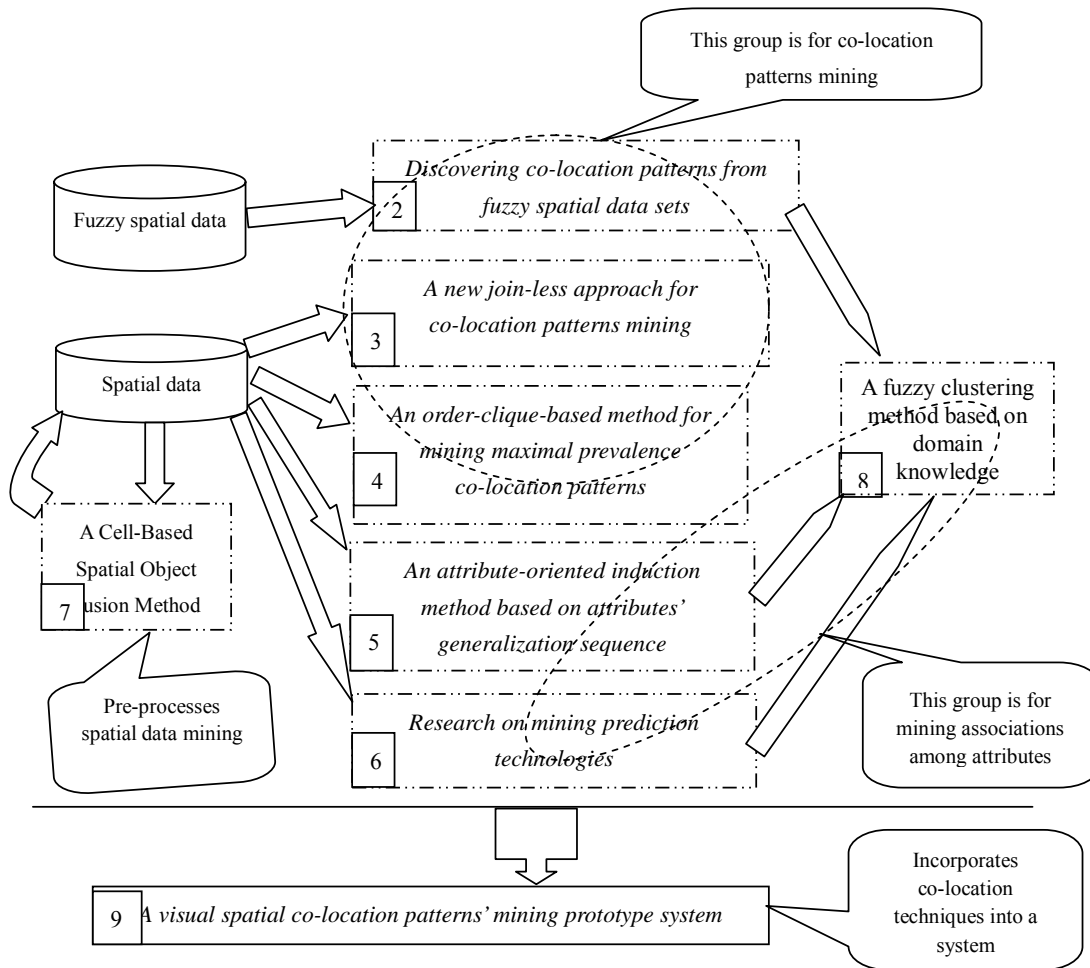 This group is for co-location
patterns mining
Discovering co-location patterns from
fuzzy spatial data sets
2
Fuzzy spatial data
A new join-less approach for
co-location patterns mining
3
Spatial data
An order-clique-based method for
mining maximal prevalence
co-location patterns
4
A fuzzy clustering
method based on
domain
knowledge
8
A Cell-Based
Spatial Object
usion Method
7
An attribute-oriented induction
method based on attributes'
generalization sequence
5
Pre-processes
spatial data mining
Research on mining prediction
technologies
6
This group is for
mining associations
among attributes
Incorporates
co-location
techniques into a
system
9
A visual spatial co-location patterns' mining prototype system